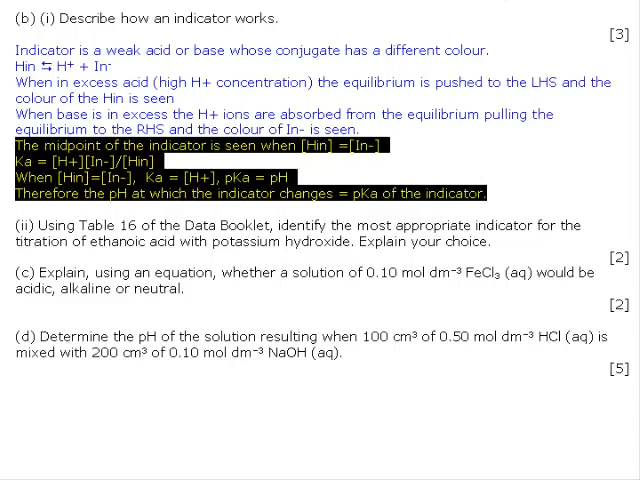 (b) (i) Describe how an indicator works.
[3]
Indicator is a weak acid or base whose conjugate has a different colour.
Hin ⇆ H⁺ + In⁻
When in excess acid (high H+ concentration) the equilibrium is pushed to the LHS and the
colour of the Hin is seen
When base is in excess the H+ ions are absorbed from the equilibrium pulling the
equilibrium to the RHS and the colour of In- is seen.
The midpoint of the indicator is seen when [Hin] =[In-]
Ka = [H+][In-]/[Hin]
When [Hin]=[In-], Ka = [H+], pKa = pH
Therefore the pH at which the indicator changes = pKa of the indicator.
(ii) Using Table 16 of the Data Booklet, identify the most appropriate indicator for the
titration of ethanoic acid with potassium hydroxide. Explain your choice.
[2]
(c) Explain, using an equation, whether a solution of 0.10 mol dm⁻³ FeCl₃ (aq) would be
acidic, alkaline or neutral.
[2]
(d) Determine the pH of the solution resulting when 100 cm³ of 0.50 mol dm⁻³ HCl (aq) is
mixed with 200 cm³ of 0.10 mol dm⁻³ NaOH (aq).
[5]